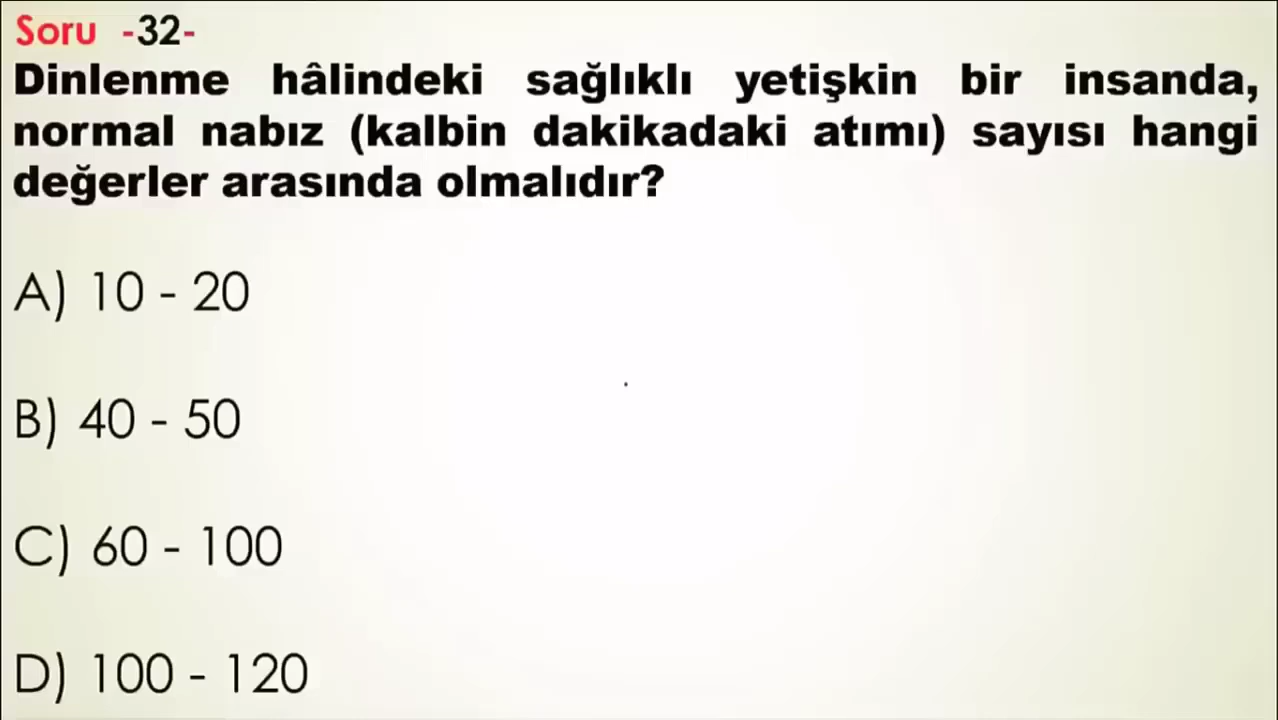 Soru -32-
Dinlenme hâlindeki sağlıklı yetişkin bir insanda,
normal nabız (kalbin dakikadaki atımı) sayısı hangi
değerler arasında olmalıdır?
A) 10 - 20
B) 40 - 50
C) 60 - 100
D) 100 - 120